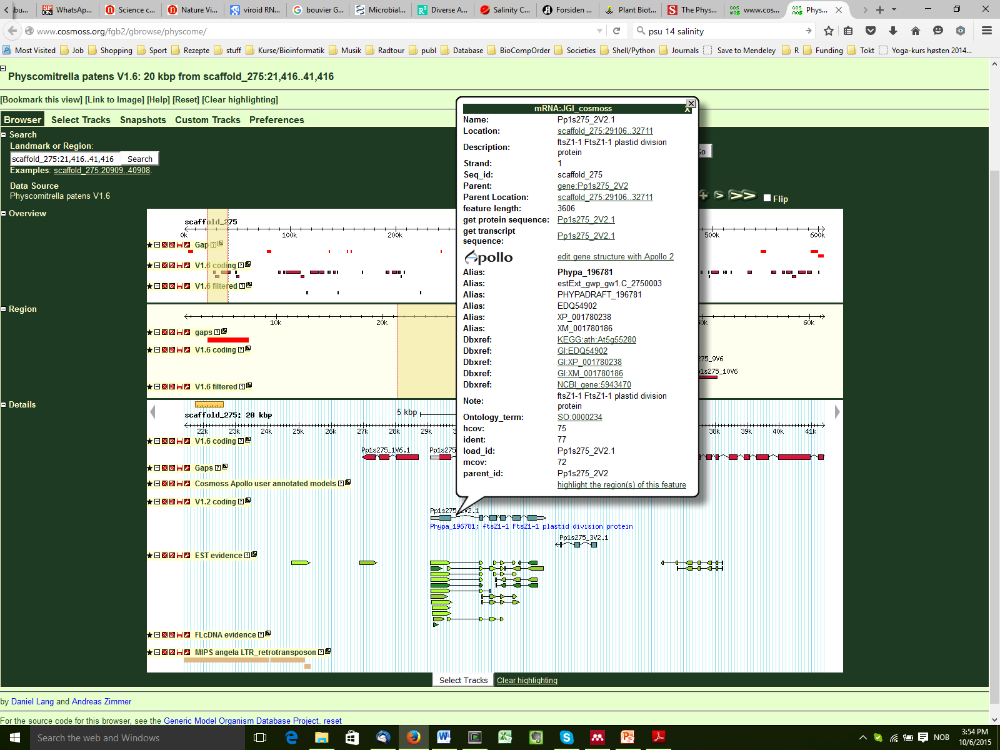 bu...
WhatsAp...
Science c...
Nature Vi...
viroid RN...
bouvier G...
Microbial...
Diverse A...
Salinity C...
Forsiden ...
Plant Biot...
The Phys...
www.cos...
Phys...
www.cosmoss.org/fgb2/gbrowse/physcome/
psu 14 salinity
Most Visited Job Shopping Sport Rezepte stuff Kurse/Bioinformatik Musik Radtour publ Database BioCompOrder Societies Shell/Python Journals Save to Mendeley R Funding Tokt Yoga-kurs høsten 2014...
Physcomitrella patens V1.6: 20 kbp from scaffold_275:21,416..41,416
[Bookmark this view] [Link to Image] [Help] [Reset] [Clear highlighting]
Browser Select Tracks Snapshots Custom Tracks Preferences
Search
Landmark or Region:
scaffold_275:21,416..41,416 Search
Examples: scaffold_275:20909..40908.
Data Source
Physcomitrella patens V1.6
Flip
Overview
scaffold_275
0k 100k 200k 500k 600k
Gap
V1.6 coding
V1.6 filtered
Region
10k 20k 60k
gaps
V1.6 coding
275_9V6
1s275_10V6
V1.6 filtered
Details
scaffold_275: 20 kbp
5 kbp
22k 23k 24k 25k 26k 27k 28k 29k 38k 39k 40k 41k
V1.6 coding
Pp1s275_1V6.1
Pp1s275
Gaps
Cosmoss Apollo user annotated models
V1.2 coding
Pp1s275_2V2.1
Phypa_196781; ftsZ1-1 FtsZ1-1 plastid division protein
Pp1s275_3V2.1
EST evidence
FLcDNA evidence
MIPS angela LTR_retrotransposon
Select Tracks Clear highlighting
mRNA:JGI_cosmoss
X
Name: Pp1s275_2V2.1
Location: scaffold_275:29106..32711
Description: ftsZ1-1 FtsZ1-1 plastid division
protein
Strand: 1
Seq_id: scaffold_275
Parent: gene:Pp1s275_2V2
Parent Location: scaffold_275:29106..32711
feature length: 3606
get protein sequence: Pp1s275_2V2.1
get transcript
sequence: Pp1s275_2V2.1
Apollo edit gene structure with Apollo 2
Alias: Phypa_196781
Alias: estExt_gwp_gw1.C_2750003
Alias: PHYPADRAFT_196781
Alias: EDQ54902
Alias: XP_001780238
Alias: XM_001780186
Dbxref: KEGG:ath:At5g55280
Dbxref: GI:EDQ54902
Dbxref: GI:XP_001780238
Dbxref: GI:XM_001780186
Dbxref: NCBI_gene:5943470
Note: ftsZ1-1 FtsZ1-1 plastid division
protein
Ontology_term: SO:0000234
hcov: 75
ident: 77
load_id: Pp1s275_2V2.1
mcov: 72
parent_id: Pp1s275_2V2
highlight the region(s) of this feature
by Daniel Lang and Andreas Zimmer
For the source code for this browser, see the Generic Model Organism Database Project. reset
Search the web and Windows
NOB
3:54 PM
10/6/2015